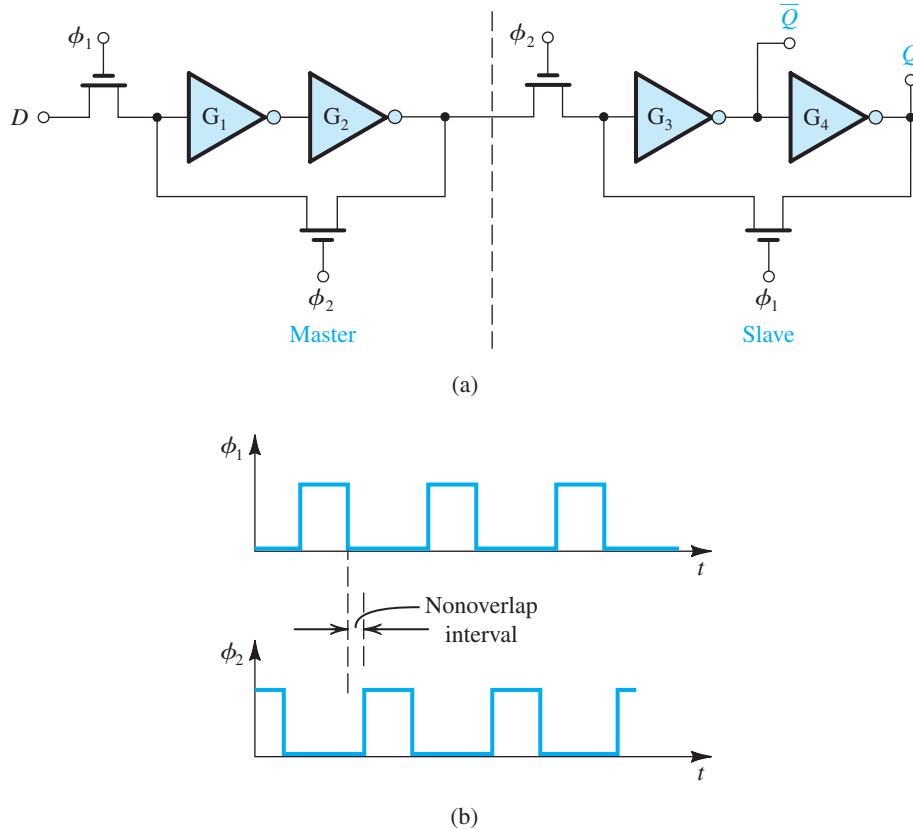 Q̅
Q
ϕ₁
ϕ₂
D
G₁
G₂
G₃
G₄
ϕ₂
ϕ₁
Master
Slave
(a)
ϕ₁
t
Nonoverlap
interval
ϕ₂
t
(b)